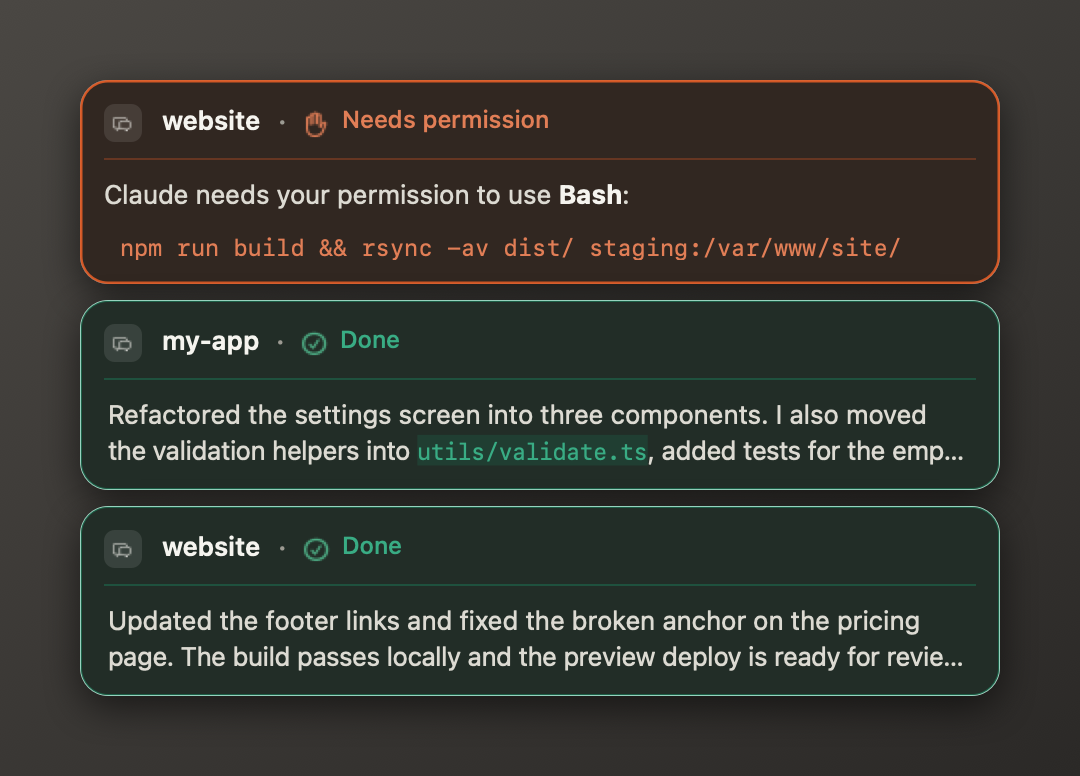 website · Needs permission
Claude needs your permission to use Bash:
npm run build && rsync -av dist/ staging:/var/www/site/
my-app · Done
Refactored the settings screen into three components. I also moved
the validation helpers into utils/validate.ts, added tests for the emp...
website · Done
Updated the footer links and fixed the broken anchor on the pricing
page. The build passes locally and the preview deploy is ready for revie...